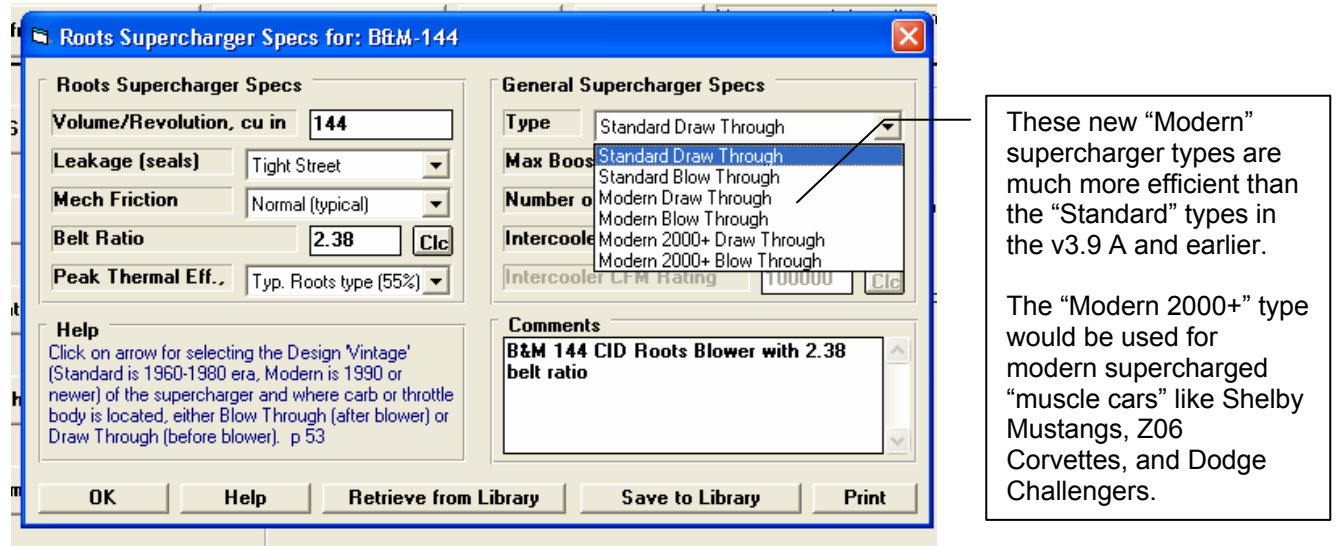 Roots Supercharger Specs for: B&M-144
Roots Supercharger Specs
Volume/Revolution, cu in 144
Leakage (seals) Tight Street
Mech Friction Normal (typical)
Belt Ratio 2.38 Clc
Peak Thermal Eff., Typ. Roots type (55%)
General Supercharger Specs
Type Standard Draw Through
Max Boos
Number o
Intercoole
Standard Draw Through
Standard Blow Through
Modern Draw Through
Modern Blow Through
Modern 2000+ Draw Through
Modern 2000+ Blow Through
Intercooler CFM Rating 100000 Clc
Help
Click on arrow for selecting the Design 'Vintage'
(Standard is 1960-1980 era, Modern is 1990 or
newer) of the supercharger and where carb or throttle
body is located, either Blow Through (after blower) or
Draw Through (before blower). p 53
Comments
B&M 144 CID Roots Blower with 2.38
belt ratio
OK Help Retrieve from Library Save to Library Print
These new “Modern”
supercharger types are
much more efficient than
the “Standard” types in
the v3.9 A and earlier.
The “Modern 2000+” type
would be used for
modern supercharged
“muscle cars” like Shelby
Mustangs, Z06
Corvettes, and Dodge
Challengers.